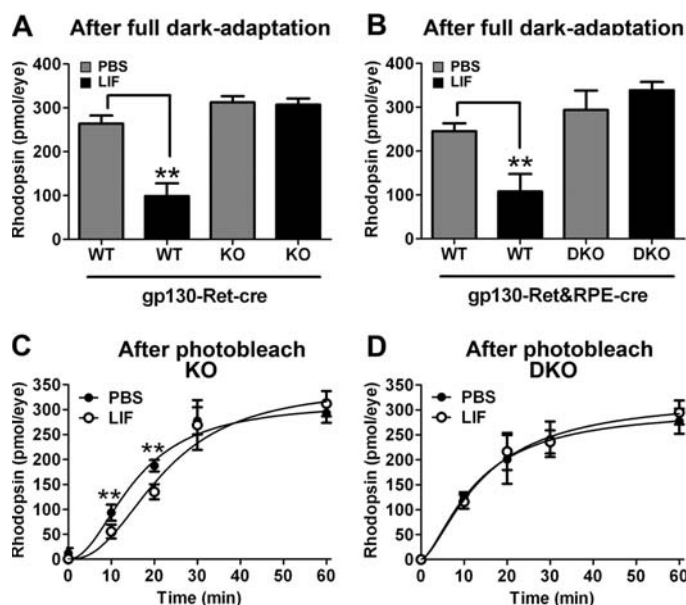 A After full dark-adaptation
PBS
LIF
Rhodopsin (pmol/eye)
400
300
200
100
0
**
WT WT KO KO
gp130-Ret-cre
B After full dark-adaptation
PBS
LIF
Rhodopsin (pmol/eye)
400
300
200
100
0
**
WT WT DKO DKO
gp130-Ret&RPE-cre
C After photobleach
KO
PBS
LIF
Rhodopsin (pmol/eye)
350
300
250
200
150
100
50
0
** **
0 10 20 30 40 50 60
Time (min)
D After photobleach
DKO
PBS
LIF
Rhodopsin (pmol/eye)
350
300
250
200
150
100
50
0
0 10 20 30 40 50 60
Time (min)